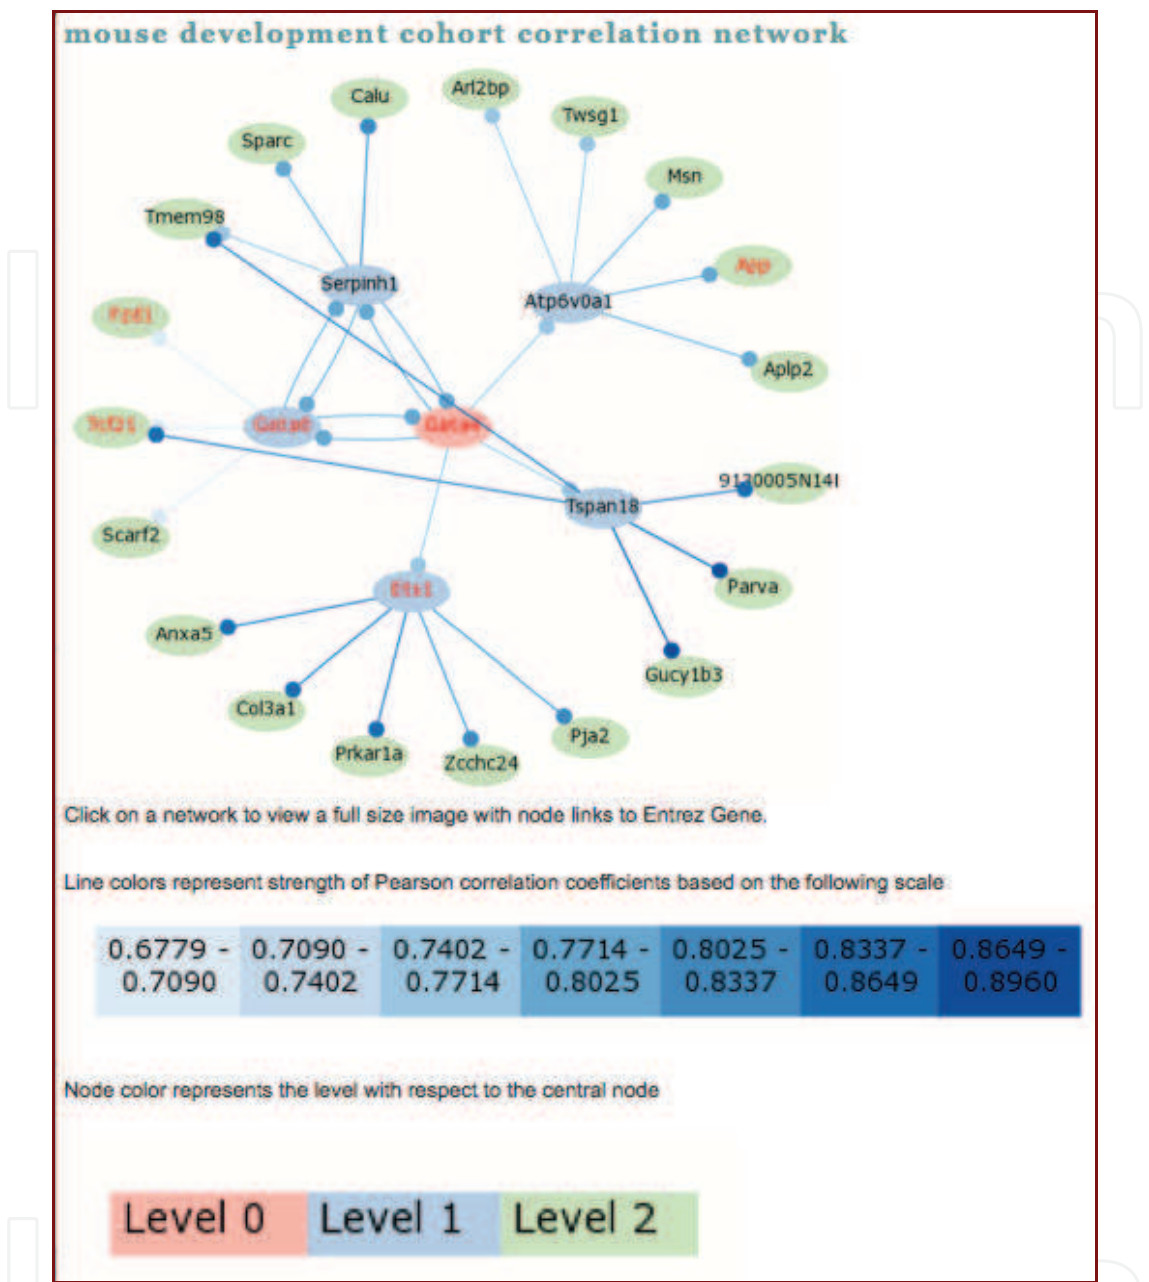 mouse development cohort correlation network
Arl2bp
Calu
Twsg1
Sparc
Msn
Tmem98
Serpinh1
Atp6v0a1
Aplp2
9130005N14I
Tspan18
Scarf2
Parva
Anxa5
Gucy1b3
Col3a1
Pja2
Prkar1a
Zcchc24
Click on a network to view a full size image with node links to Entrez Gene.
Line colors represent strength of Pearson correlation coefficients based on the following scale
0.6779 - 0.7090 - 0.7402 - 0.7714 - 0.8025 - 0.8337 - 0.8649 -
0.7090 0.7402 0.7714 0.8025 0.8337 0.8649 0.8960
Node color represents the level with respect to the central node
Level 0 Level 1 Level 2